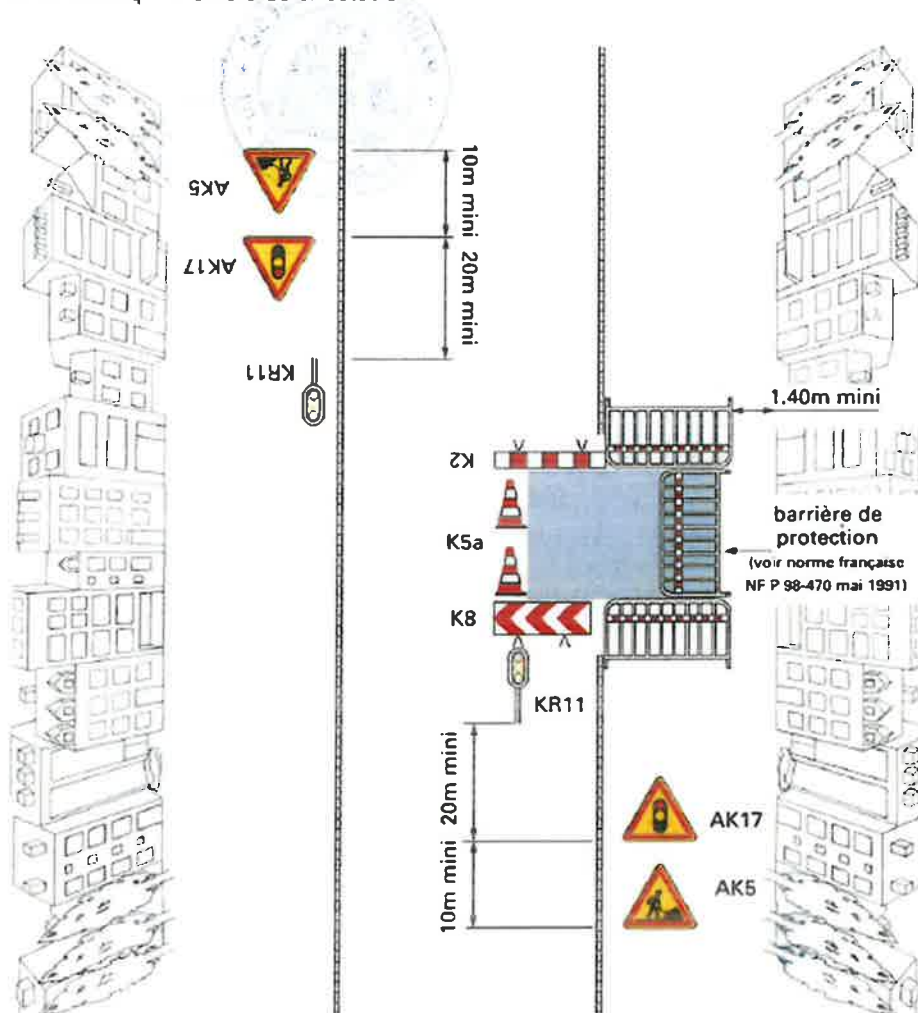 AK5
10m mini
AK17
20m mini
KR11
1.40m mini
K2
K5a
barrière de
protection
(voir norme française
NF P 98-470 mai 1991)
K8
KR11
20m mini
AK17
10m mini
AK5